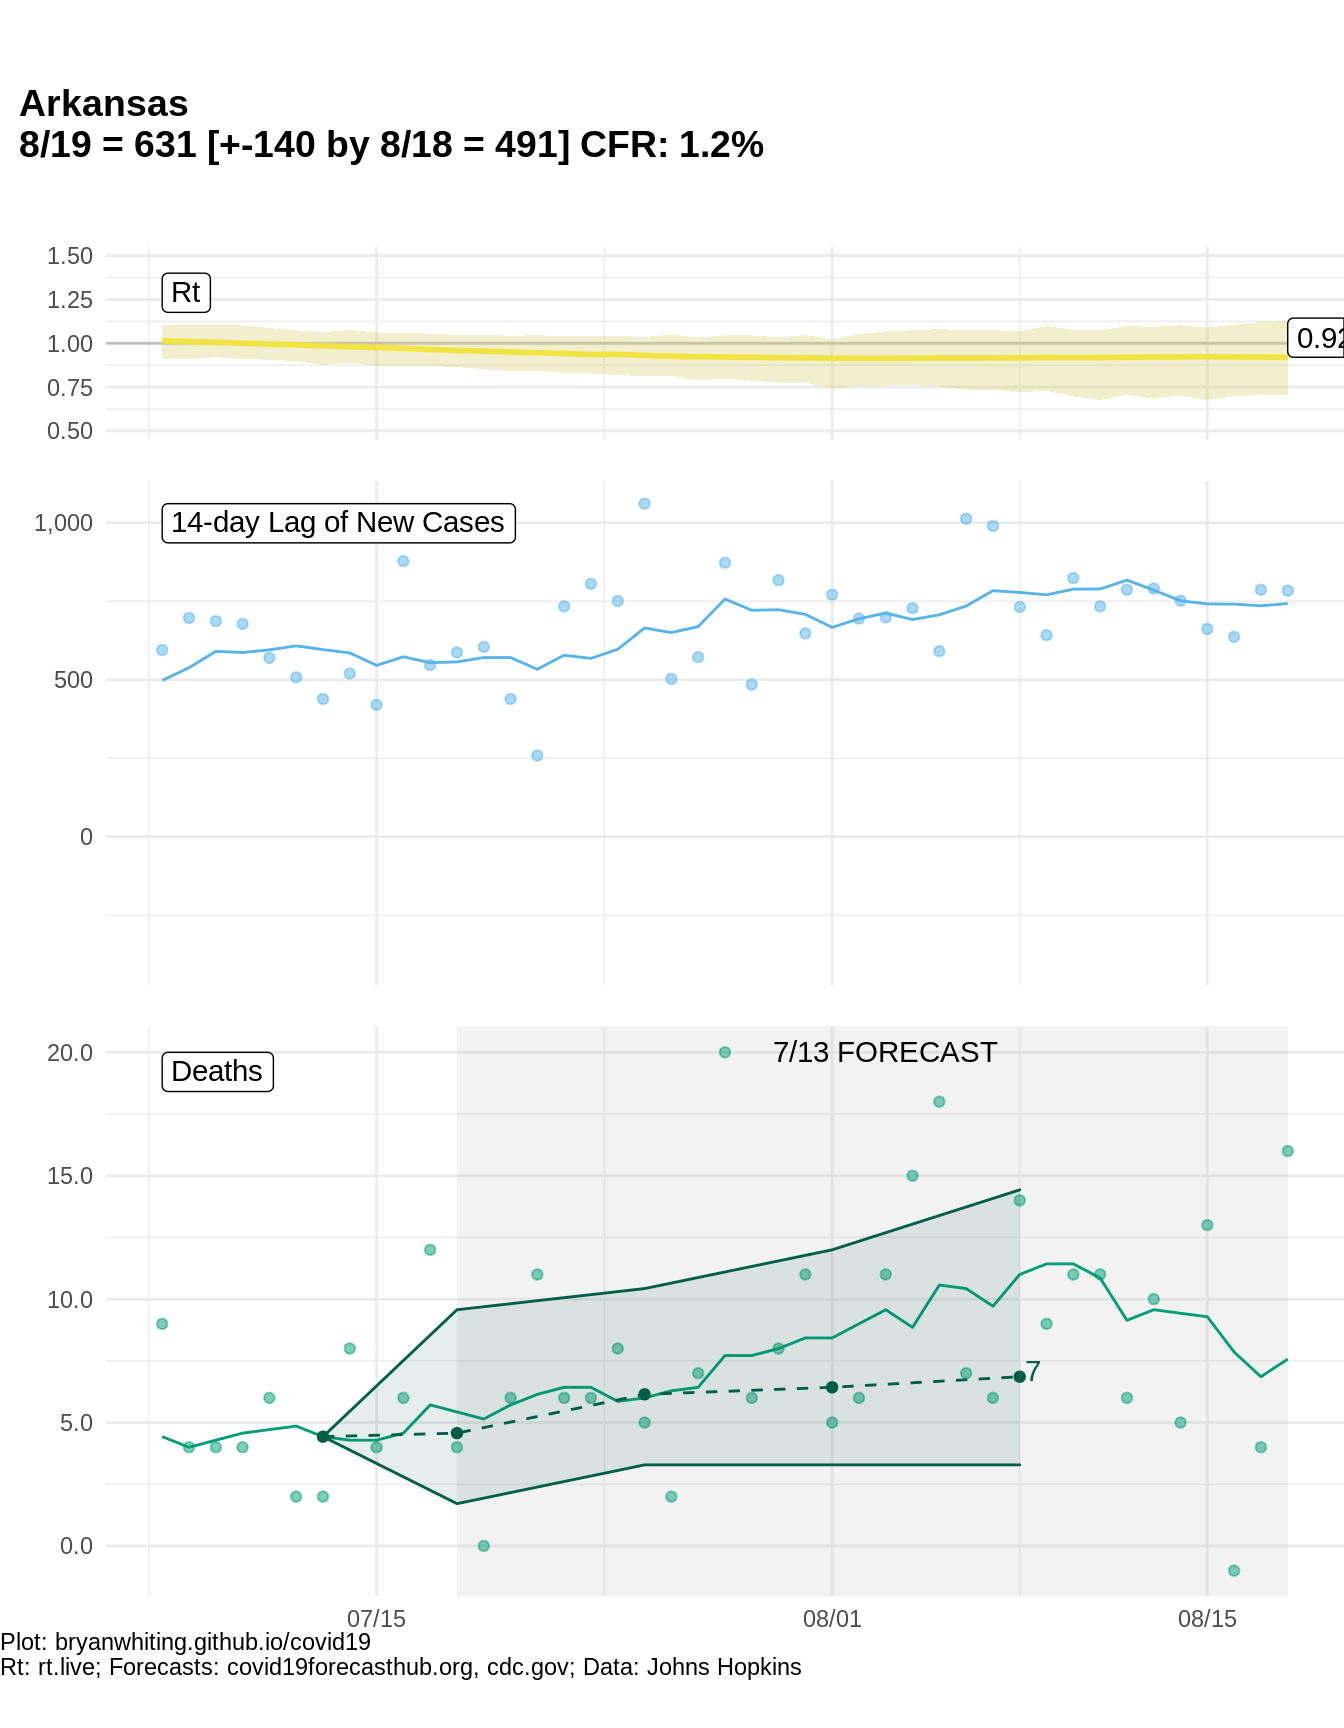 Arkansas
8/19 = 631 [+-140 by 8/18 = 491] CFR: 1.2%
1.50
Rt
1.25
1.00
0.92
0.75
0.50
14-day Lag of New Cases
1,000
500
0
20.0
7/13 FORECAST
Deaths
15.0
10.0
7
5.0
0.0
07/15
08/01
08/15
Plot: bryanwhiting.github.io/covid19
Rt: rt.live; Forecasts: covid19forecasthub.org, cdc.gov; Data: Johns Hopkins